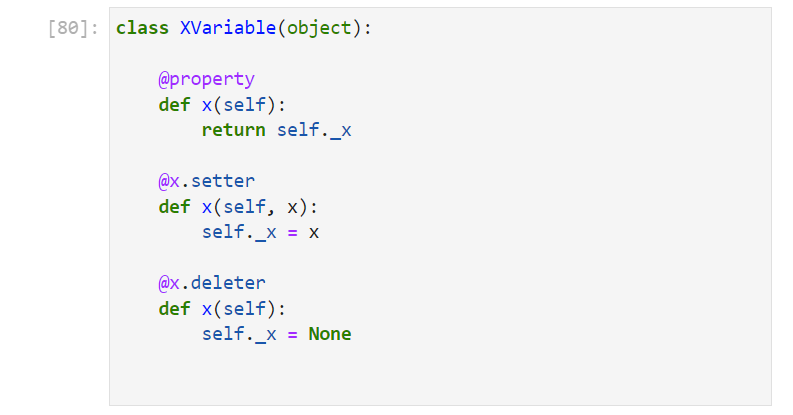 [80]: class XVariable(object):
@property
def x(self):
return self._x
@x.setter
def x(self, x):
self._x = x
@x.deleter
def x(self):
self._x = None